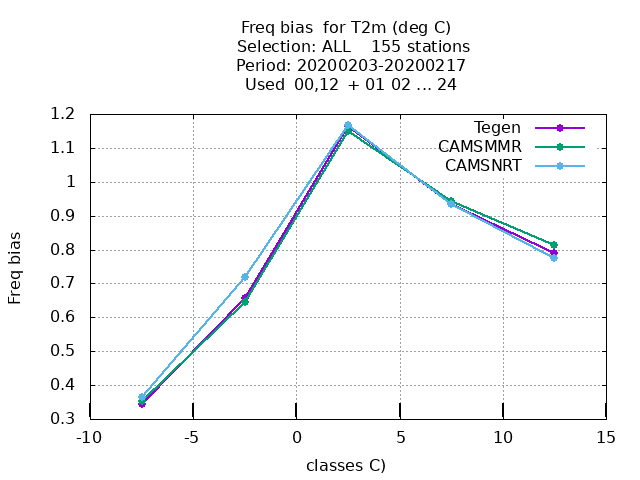 Freq bias  for T2m (deg C)
Selection: ALL    155 stations
Period: 20200203-20200217
Used  00,12  + 01 02 ... 24
Tegen
CAMSMMR
CAMSNRT
1.2
1.1
1
0.9
0.8
0.7
0.6
0.5
0.4
0.3
Freq bias
-10 -5 0 5 10 15
classes C)